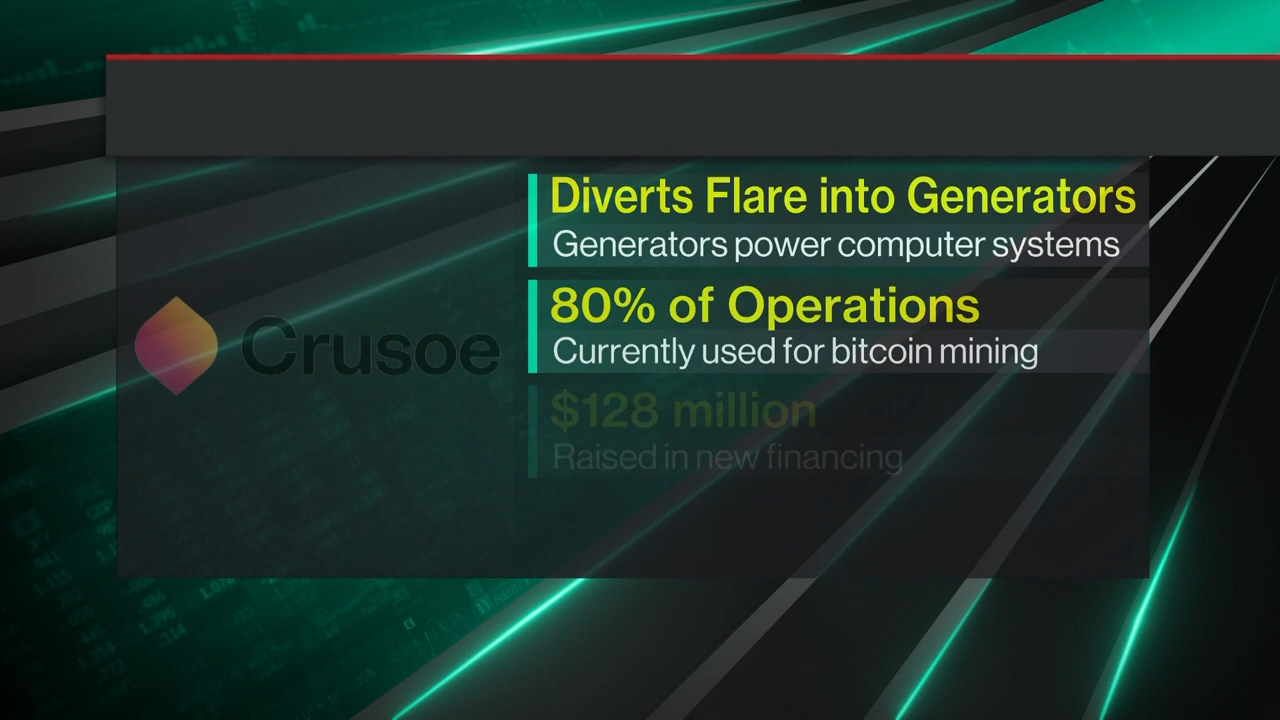 Diverts Flare into Generators
Generators power computer systems
Crusoe
80% of Operations
Currently used for bitcoin mining
$128 million
Raised in new financing